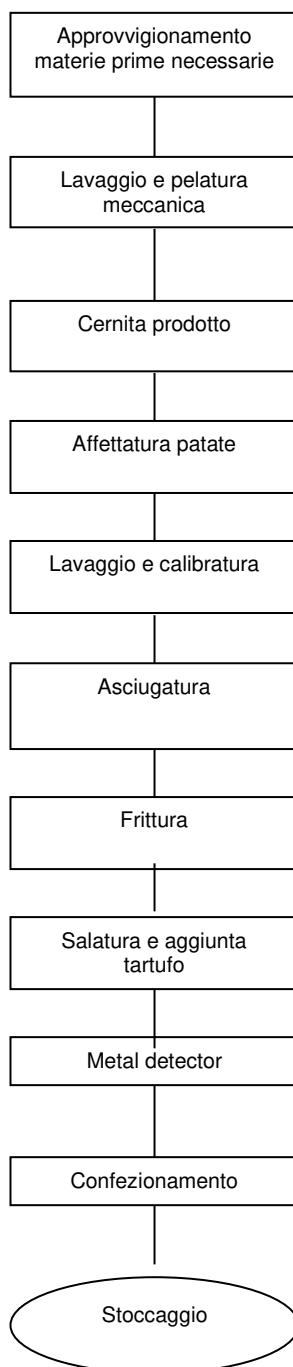 Approvvigionamento
materie prime necessarie
Lavaggio e pelatura
meccanica
Cernita prodotto
Affettatura patate
Lavaggio e calibratura
Asciugatura
Frittura
Salatura e aggiunta
tartufo
Metal detector
Confezionamento
Stoccaggio